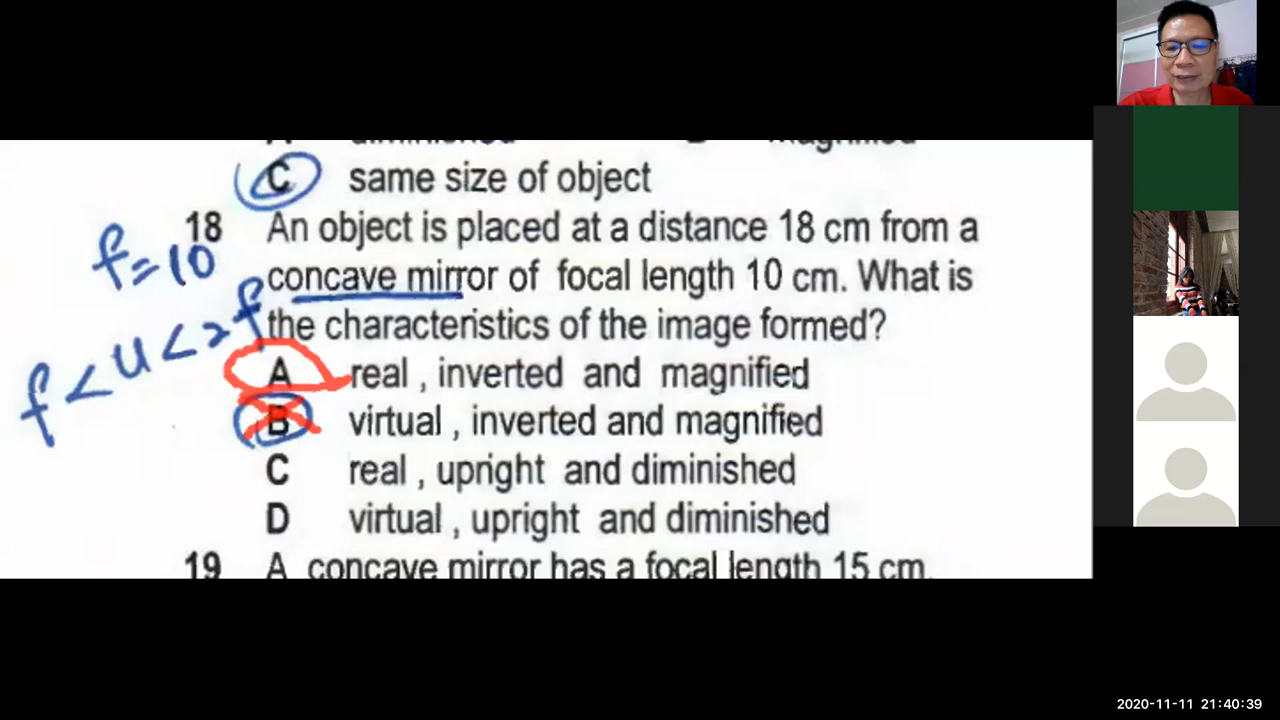 C same size of object
18 An object is placed at a distance 18 cm from a
f=10
concave mirror of focal length 10 cm. What is
the characteristics of the image formed?
f<u<2f
A real , inverted and magnified
B virtual , inverted and magnified
C real , upright and diminished
D virtual , upright and diminished
19 A concave mirror has a focal length 15 cm.
2020-11-11 21:40:39